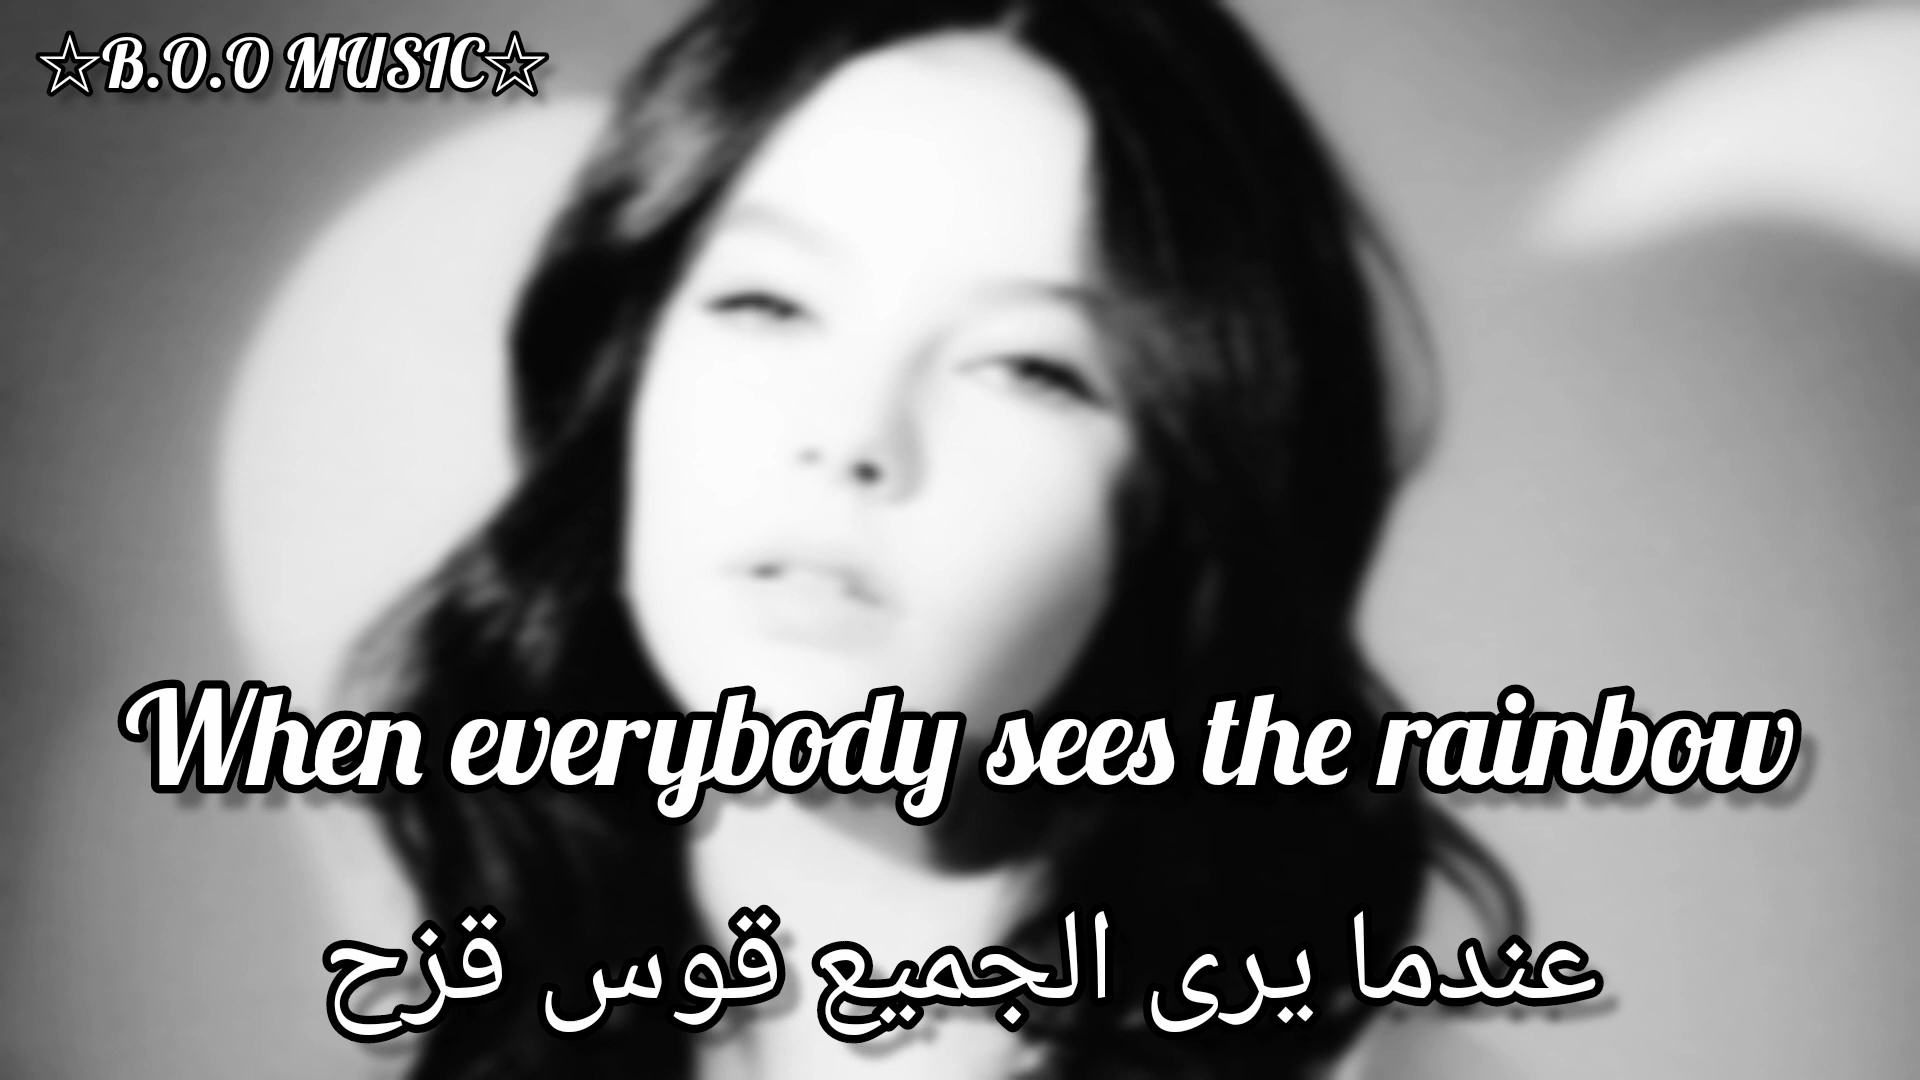 ☆B.O.O MUSIC☆
When everybody sees the rainbow
عندما يرى الجميع قوس قزح